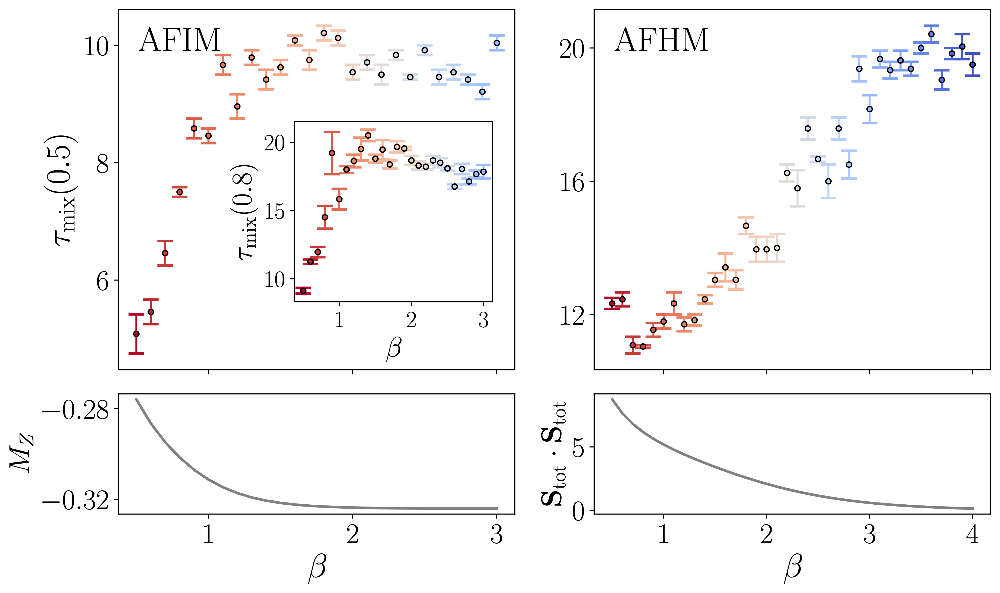 AFIM
τmix(0.5)
10
8
6
τmix(0.8)
20
15
10
1 2 3
β
AFHM
20
16
12
MZ
−0.28
−0.32
1 2 3
β
Stot · Stot
5
0
1 2 3 4
β